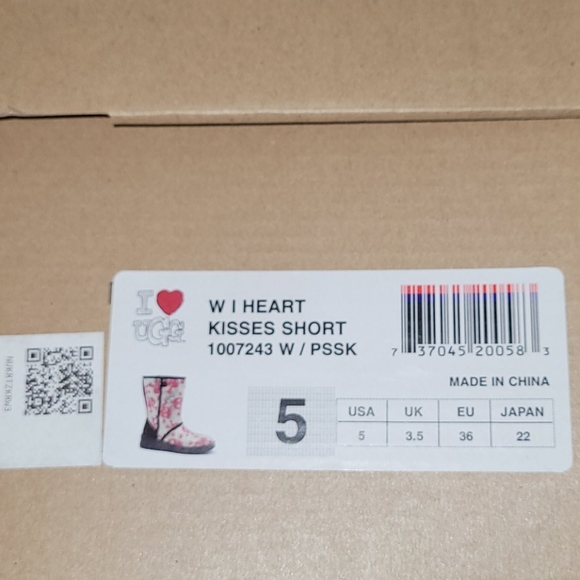 I
UGG
W I HEART
KISSES SHORT
1007243 W / PSSK
7 37045 20058 3
MADE IN CHINA
5
USA UK EU JAPAN
5 3.5 36 22